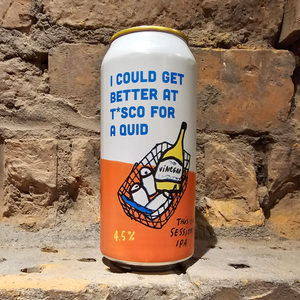 I COULD GET
BETTER AT
T*SCO FOR
A QUID
VINEGAR
4.5%
THIS IS
SESSION
IPA